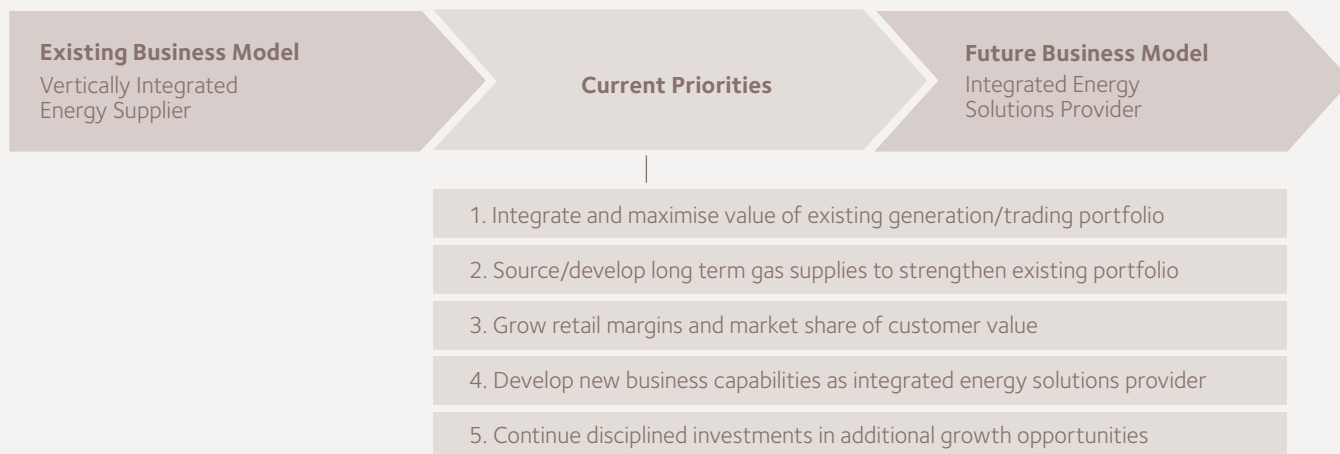 Existing Business Model
Vertically Integrated
Energy Supplier
Current Priorities
Future Business Model
Integrated Energy
Solutions Provider
1. Integrate and maximise value of existing generation/trading portfolio
2. Source/develop long term gas supplies to strengthen existing portfolio
3. Grow retail margins and market share of customer value
4. Develop new business capabilities as integrated energy solutions provider
5. Continue disciplined investments in additional growth opportunities